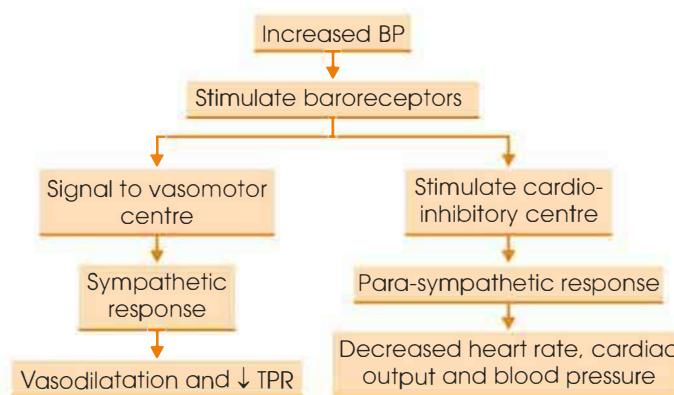 Increased BP
Stimulate baroreceptors
Signal to vasomotor
centre
Stimulate cardio-
inhibitory centre
Sympathetic
response
Para-sympathetic response
Vasodilatation and ↓ TPR
Decreased heart rate, cardiac
output and blood pressure